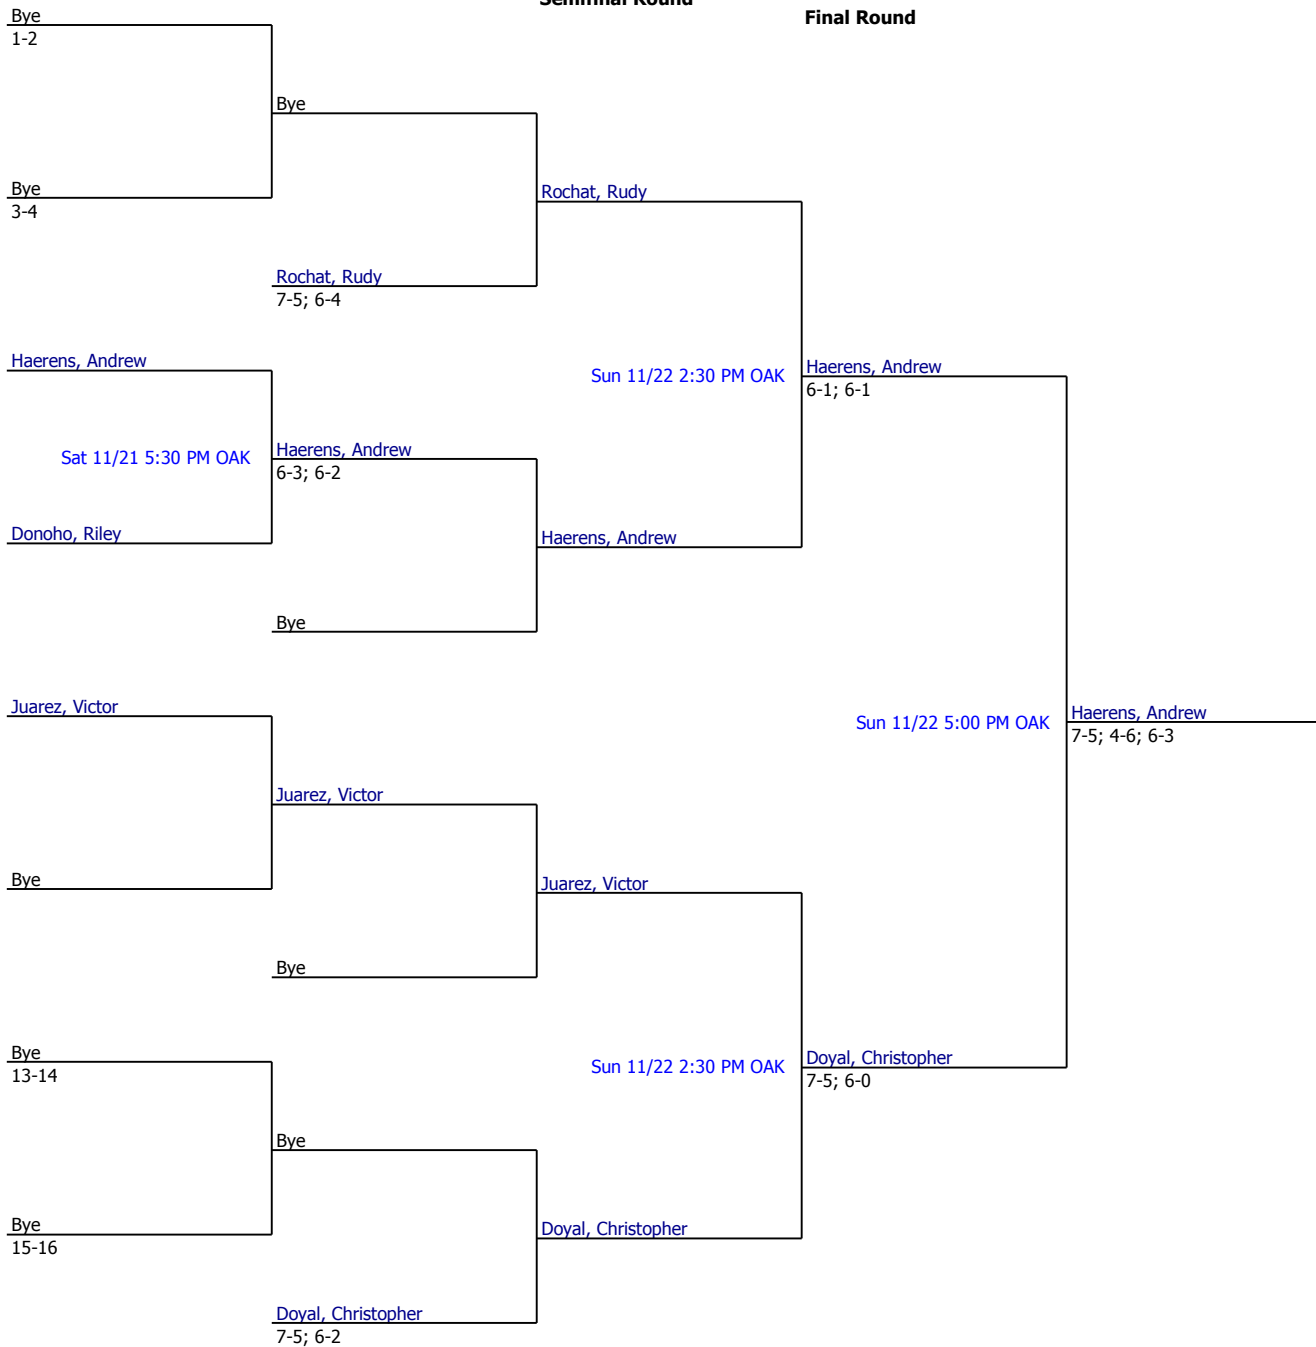 Semifinal Round
Final Round
Bye
1-2
Bye
Bye
3-4
Rochat, Rudy
Rochat, Rudy
7-5; 6-4
Haerens, Andrew
Sun 11/22 2:30 PM OAK
Haerens, Andrew
6-1; 6-1
Sat 11/21 5:30 PM OAK
Haerens, Andrew
6-3; 6-2
Donoho, Riley
Haerens, Andrew
Bye
Juarez, Victor
Sun 11/22 5:00 PM OAK
Haerens, Andrew
7-5; 4-6; 6-3
Juarez, Victor
Bye
Juarez, Victor
Bye
Bye
13-14
Sun 11/22 2:30 PM OAK
Doyal, Christopher
7-5; 6-0
Bye
Bye
15-16
Doyal, Christopher
Doyal, Christopher
7-5; 6-2